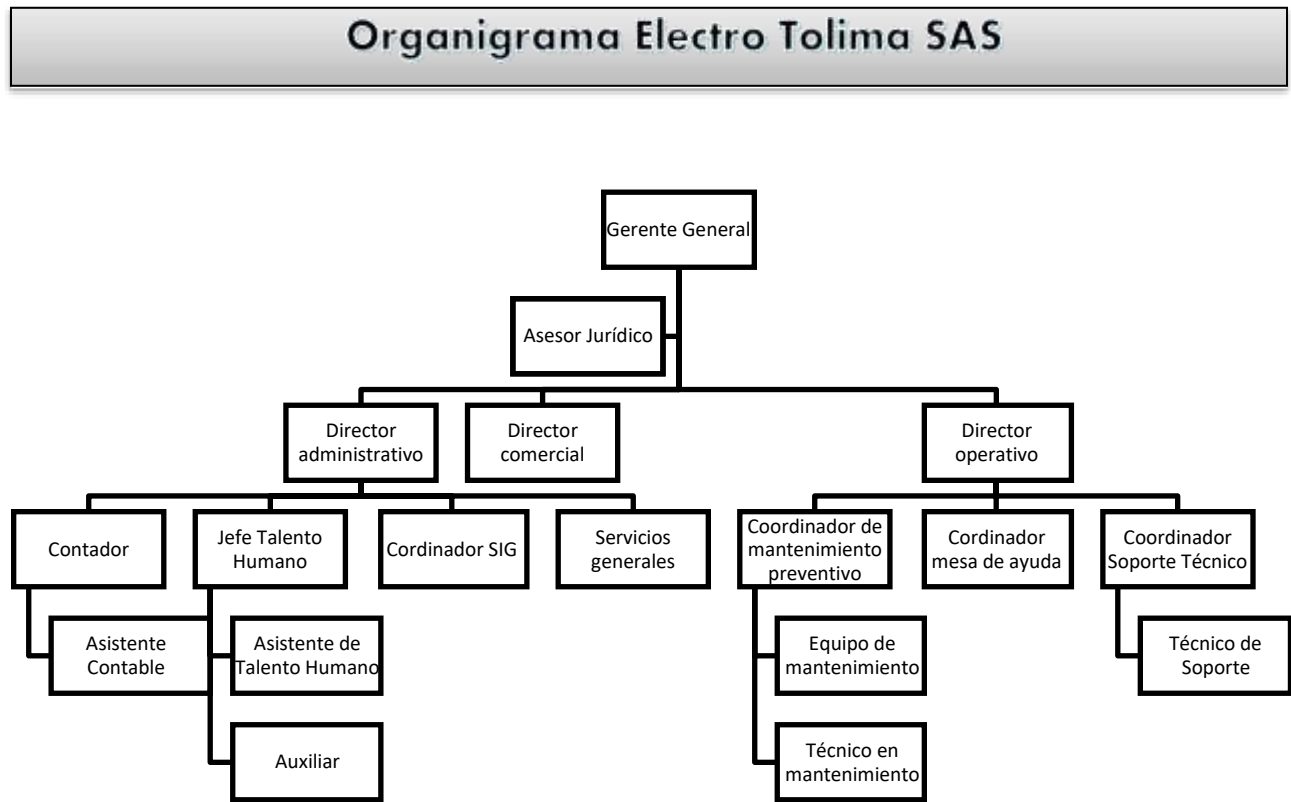 Organigrama Electro Tolima SAS
Gerente General
Asesor Jurídico
Director
administrativo
Director
comercial
Director
operativo
Contador
Jefe Talento
Humano
Cordinador SIG
Servicios
generales
Coordinador de
mantenimiento
preventivo
Cordinador
mesa de ayuda
Coordinador
Soporte Técnico
Asistente
Contable
Asistente de
Talento Humano
Equipo de
mantenimiento
Técnico de
Soporte
Auxiliar
Técnico en
mantenimiento